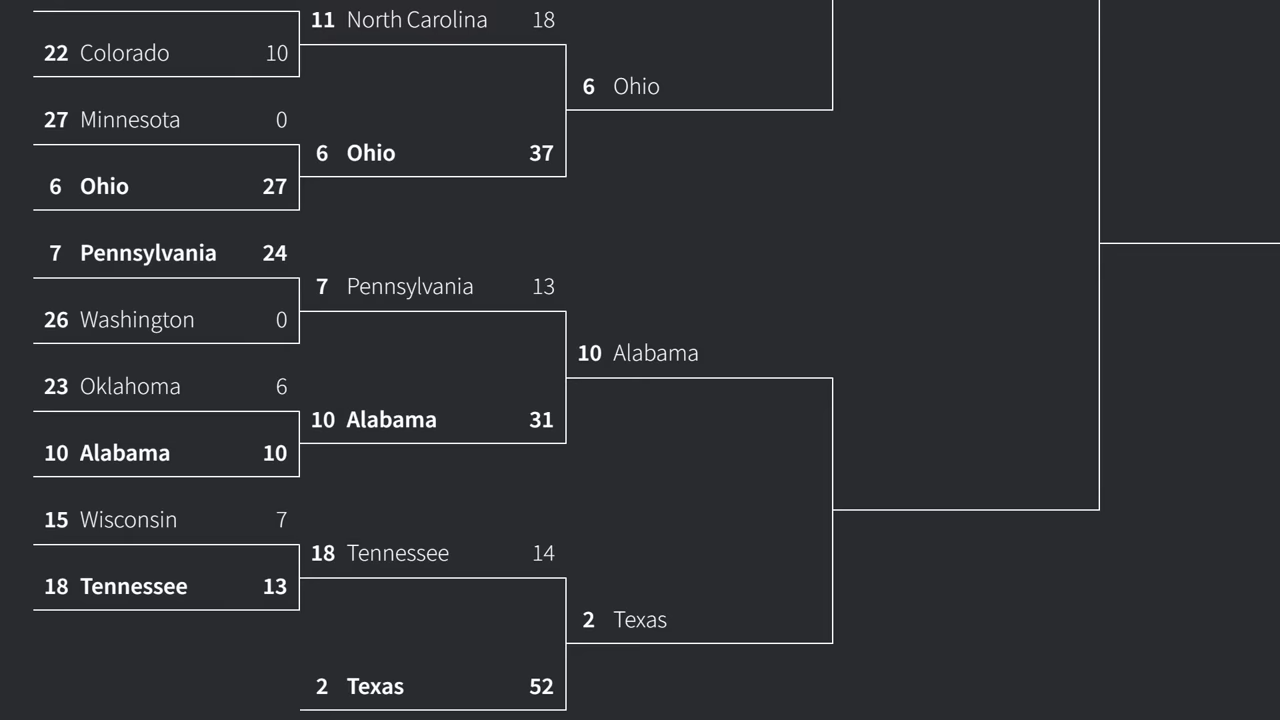 11 North Carolina 18
22 Colorado 10
6 Ohio
27 Minnesota 0
6 Ohio 37
6 Ohio 27
7 Pennsylvania 24
7 Pennsylvania 13
26 Washington 0
10 Alabama
23 Oklahoma 6
10 Alabama 31
10 Alabama 10
15 Wisconsin 7
18 Tennessee 14
18 Tennessee 13
2 Texas
2 Texas 52